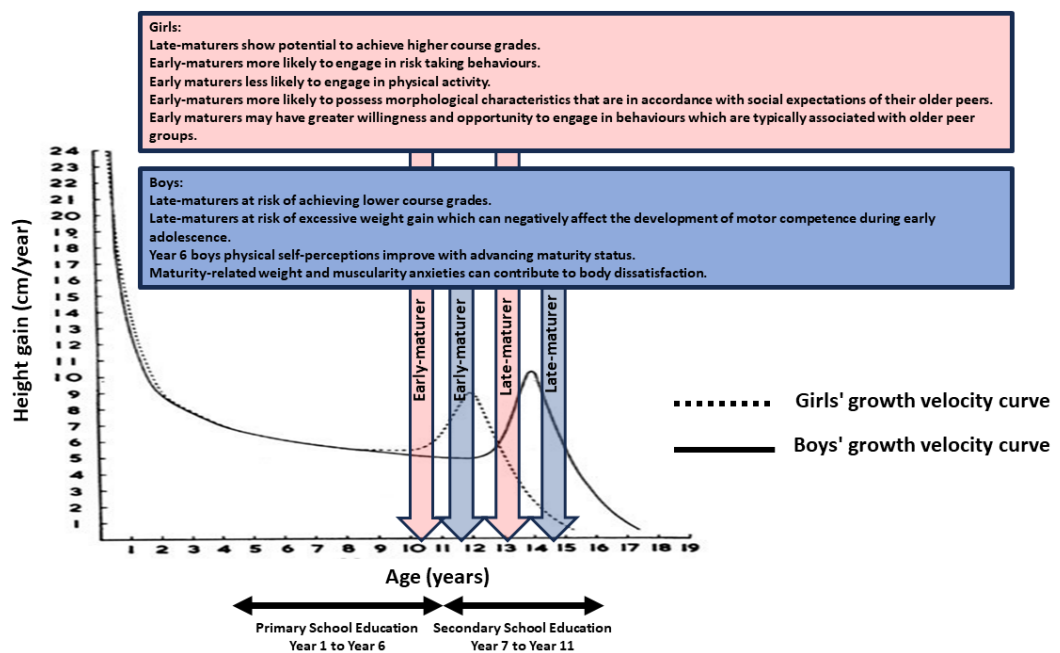 Girls:
Late-maturers show potential to achieve higher course grades.
Early-maturers more likely to engage in risk taking behaviours.
Early maturers less likely to engage in physical activity.
Early-maturers more likely to possess morphological characteristics that are in accordance with social expectations of their older peers.
Early maturers may have greater willingness and opportunity to engage in behaviours which are typically associated with older peer
groups.
Boys:
Late-maturers at risk of achieving lower course grades.
Late-maturers at risk of excessive weight gain which can negatively affect the development of motor competence during early
adolescence.
Year 6 boys physical self-perceptions improve with advancing maturity status.
Maturity-related weight and muscularity anxieties can contribute to body dissatisfaction.
Height gain (cm/year)
24
23
22
21
20
19
18
17
16
15
14
13
12
11
10
9
8
7
6
5
4
3
2
1
Early-maturer
Early-maturer
Late-maturer
Late-maturer
Girls' growth velocity curve
Boys' growth velocity curve
1 2 3 4 5 6 7 8 9 10 11 12 13 14 15 16 17 18 19
Age (years)
Primary School Education
Year 1 to Year 6
Secondary School Education
Year 7 to Year 11